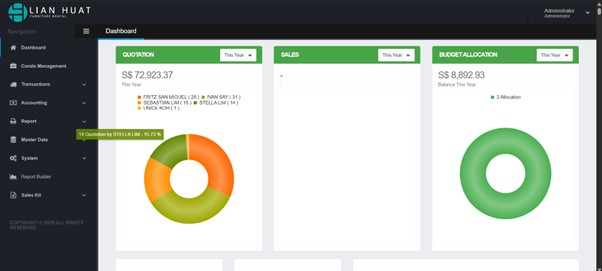 LIAN HUAT
FURNITURE RENTAL
Administrator
Administrator
Navigation
Dashboard
Dashboard
Condo Management
Transactions
Accounting
Report
Master Data
System
Report Builder
Sales Kit
COPYRIGHT © 2025 ALL RIGHTS
RESERVED.
QUOTATION
This Year
S$ 72,923.37
This Year
FRITZ SAN MIGUEL ( 28 )
IVAN SAY ( 31 )
SEBASTIAN LIM ( 15 )
STELLA LIM ( 14 )
UNICE KOH ( 1 )
14 Quotation by STELLA LIM - 15.73 %
SALES
This Year
-
-
BUDGET ALLOCATION
This Year
S$ 8,892.93
Balance This Year
3 Allocation